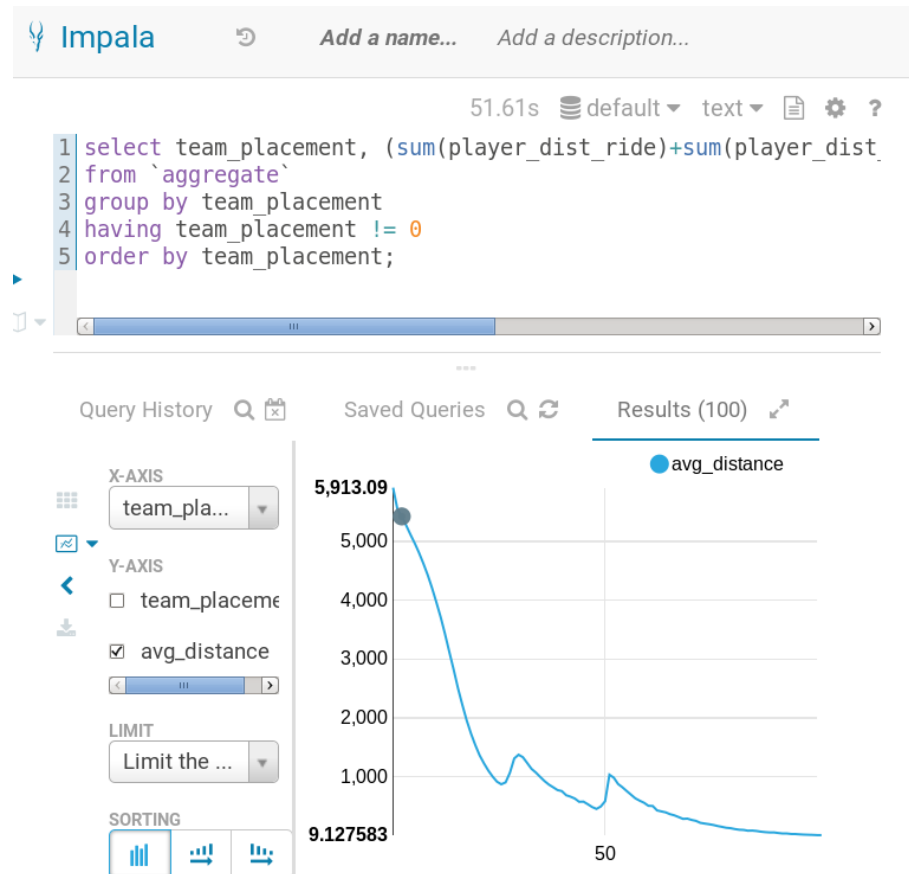 Impala Add a name... Add a description...
51.61s default text ?
1 select team_placement, (sum(player_dist_ride)+sum(player_dist_
2 from `aggregate`
3 group by team_placement
4 having team_placement != 0
5 order by team_placement;
Query History Saved Queries Results (100)
avg_distance
X-AXIS
team_pla...
Y-AXIS
team_placeme
avg_distance
LIMIT
Limit the ...
SORTING
5,913.09
5,000
4,000
3,000
2,000
1,000
9.127583
50